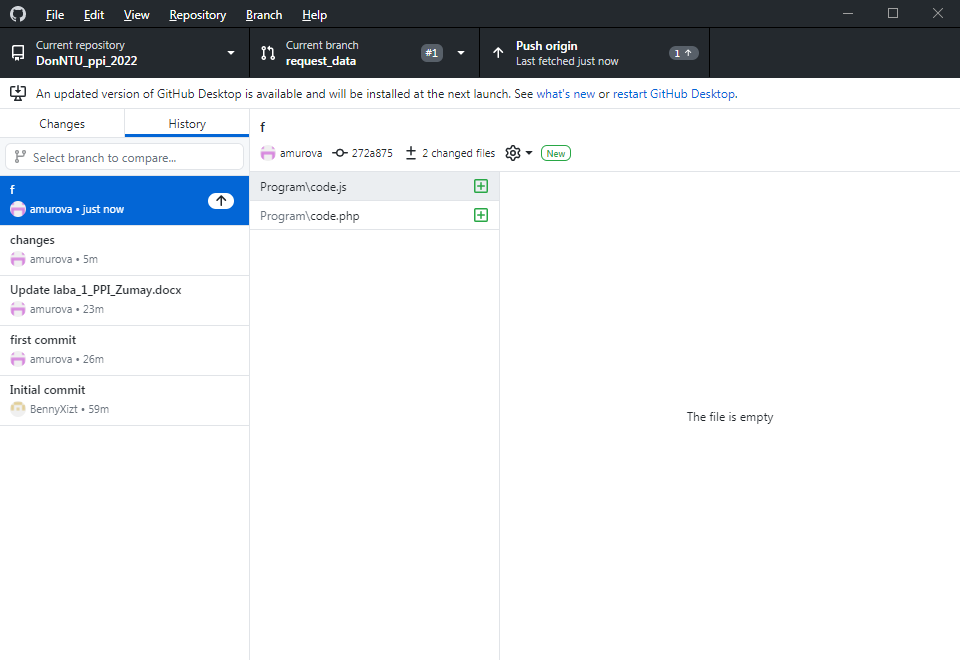 File Edit View Repository Branch Help
Current repository
DonNTU_ppi_2022
Current branch
request_data
#1
Push origin
Last fetched just now
1
An updated version of GitHub Desktop is available and will be installed at the next launch. See what's new or restart GitHub Desktop.
Changes
History
Select branch to compare...
f
amurova • just now
changes
amurova • 5m
Update laba_1_PPI_Zumay.docx
amurova • 23m
first commit
amurova • 26m
Initial commit
BennyXizt • 59m
f
amurova 272a875 2 changed files New
Program\code.js
Program\code.php
The file is empty